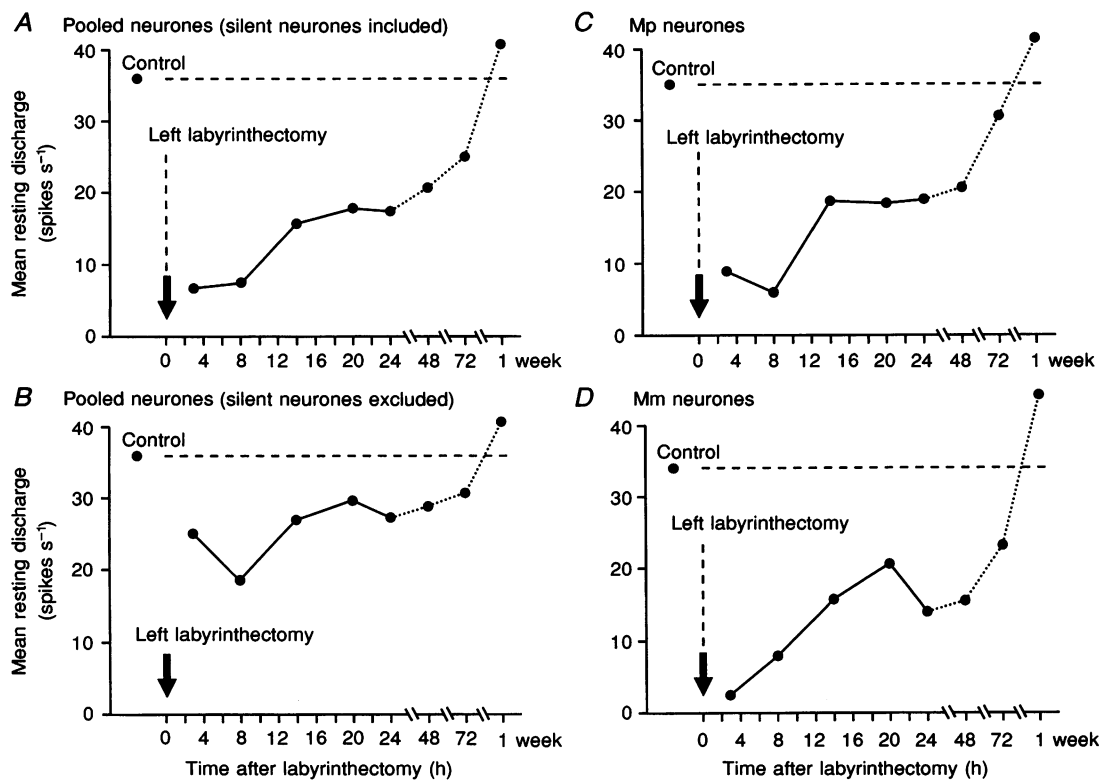 A Pooled neurones (silent neurones included)
40
30
20
10
0
Mean resting discharge
(spikes s⁻¹)
Control
Left labyrinthectomy
0 4 8 12 16 20 24 48 72 1 week
C Mp neurones
40
30
20
10
0
Control
Left labyrinthectomy
0 4 8 12 16 20 24 48 72 1 week
B Pooled neurones (silent neurones excluded)
40
30
20
10
0
Mean resting discharge
(spikes s⁻¹)
Control
Left labyrinthectomy
0 4 8 12 16 20 24 48 72 1 week
Time after labyrinthectomy (h)
D Mm neurones
40
30
20
10
0
Control
Left labyrinthectomy
0 4 8 12 16 20 24 48 72 1 week
Time after labyrinthectomy (h)